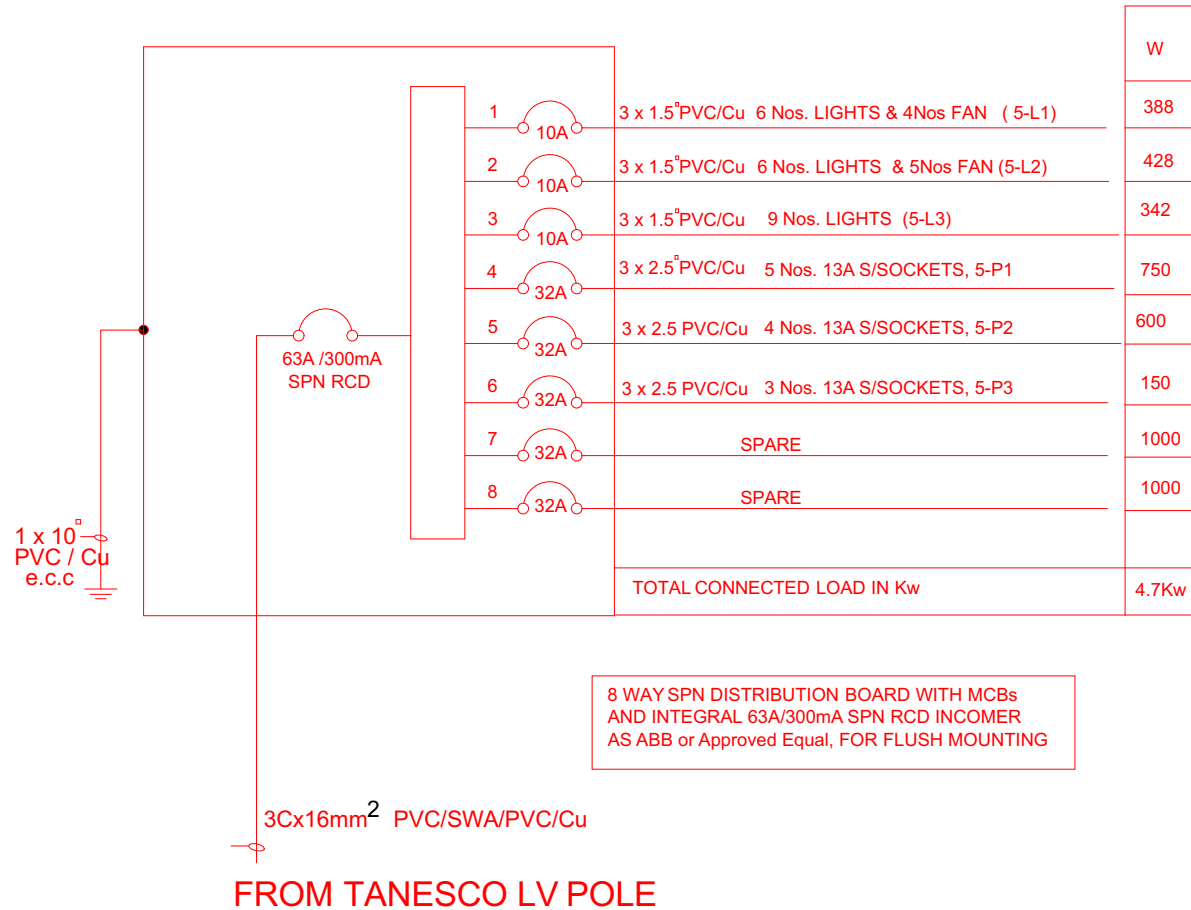 W
1 10A 3 x 1.5▫PVC/Cu 6 Nos. LIGHTS & 4Nos FAN ( 5-L1) 388
2 10A 3 x 1.5▫PVC/Cu 6 Nos. LIGHTS & 5Nos FAN (5-L2) 428
3 10A 3 x 1.5▫PVC/Cu 9 Nos. LIGHTS (5-L3) 342
4 32A 3 x 2.5▫PVC/Cu 5 Nos. 13A S/SOCKETS, 5-P1 750
5 32A 3 x 2.5 PVC/Cu 4 Nos. 13A S/SOCKETS, 5-P2 600
63A /300mA
SPN RCD
6 32A 3 x 2.5 PVC/Cu 3 Nos. 13A S/SOCKETS, 5-P3 150
7 32A SPARE 1000
8 32A SPARE 1000
1 x 10▫
PVC / Cu
e.c.c
TOTAL CONNECTED LOAD IN Kw 4.7Kw
8 WAY SPN DISTRIBUTION BOARD WITH MCBs
AND INTEGRAL 63A/300mA SPN RCD INCOMER
AS ABB or Approved Equal, FOR FLUSH MOUNTING
3Cx16mm² PVC/SWA/PVC/Cu
FROM TANESCO LV POLE